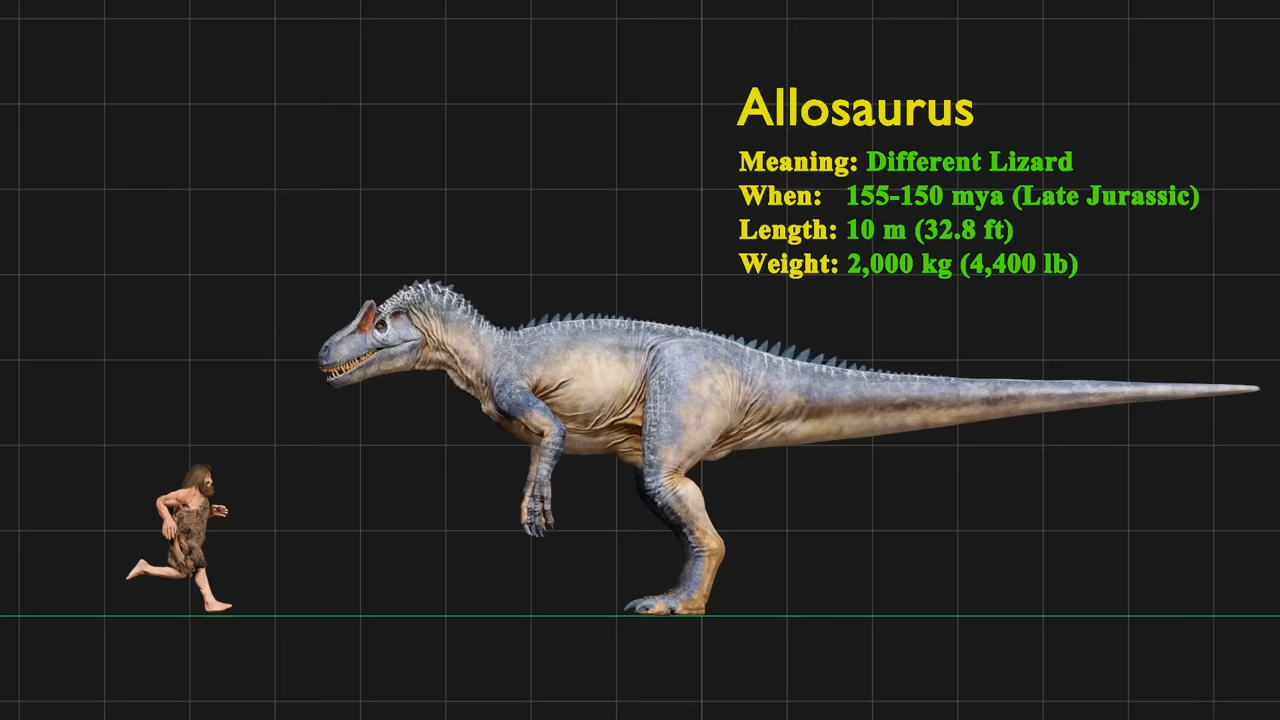 Allosaurus
Meaning: Different Lizard
When: 155-150 mya (Late Jurassic)
Length: 10 m (32.8 ft)
Weight: 2,000 kg (4,400 lb)